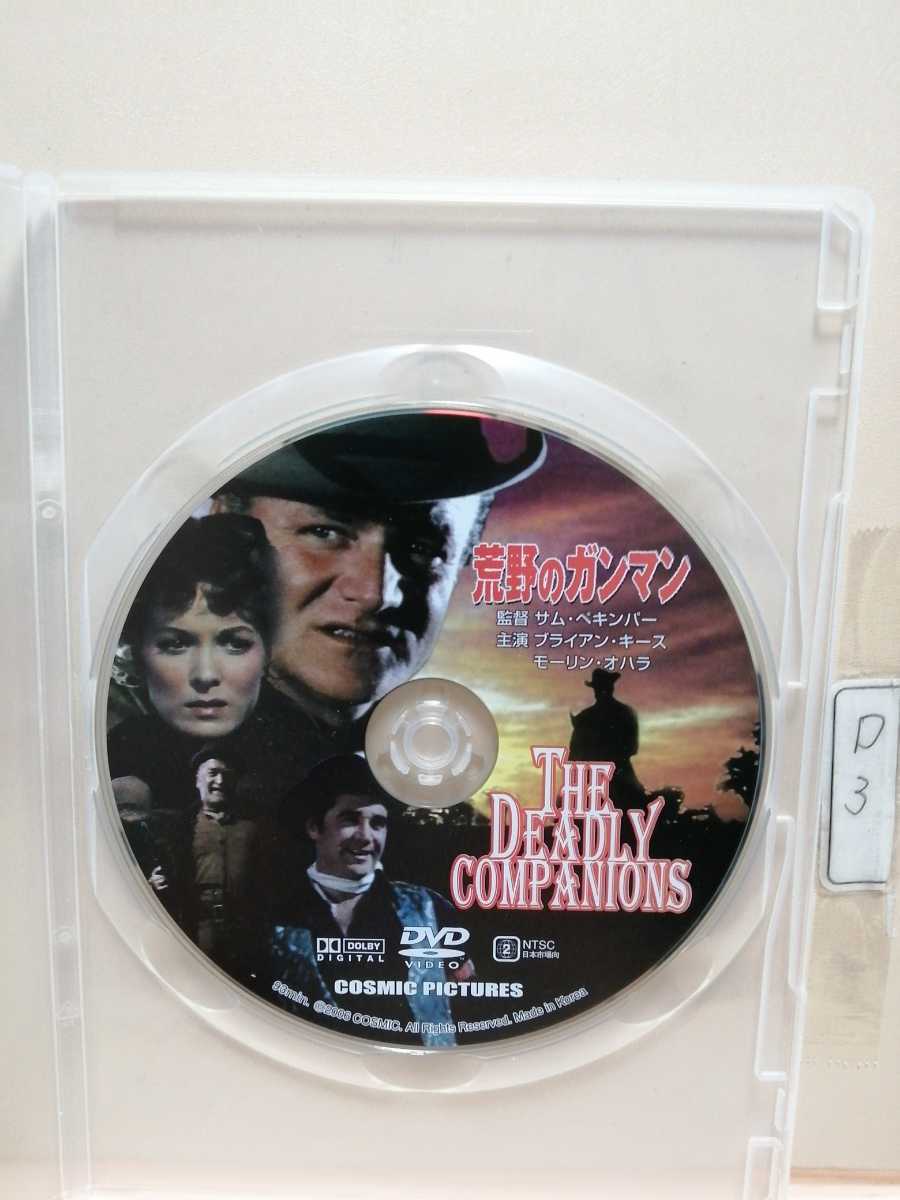 荒野のガンマン
監督 サム・ペキンパー
主演 ブライアン・キース
モーリン・オハラ
THE
DEADLY
COMPANIONS
D
3
DOLBY
DIGITAL
DVD
VIDEO
2
NTSC
日本市場向
COSMIC PICTURES
93min. ©2006 COSMIC. All Rights Reserved. Made in Korea